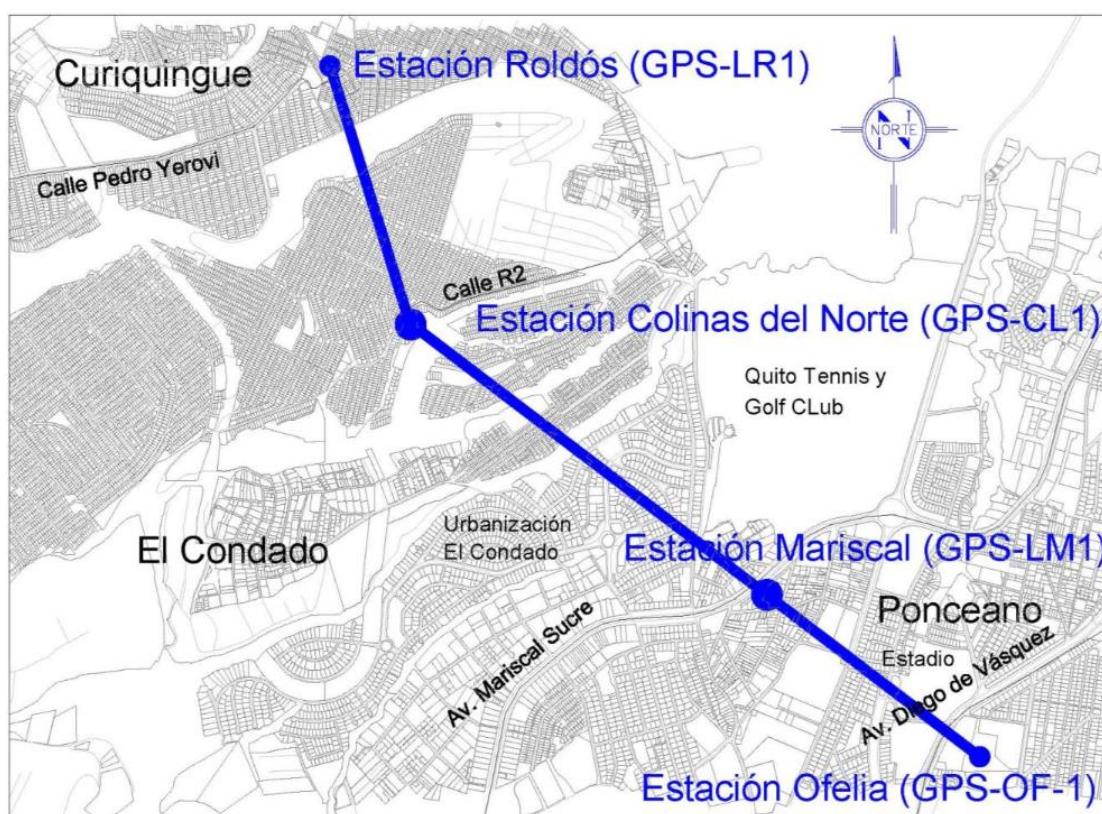 Curiquingue
Estación Roldós (GPS-LR1)
NORTE
Calle Pedro Yerovi
Calle R2
Estación Colinas del Norte (GPS-CL1)
Quito Tennis y
Golf CLub
Urbanización
El Condado
El Condado
Estación Mariscal (GPS-LM1)
Ponceano
Estadio
Av. Mariscal Sucre
Av. Diego de Vásquez
Estación Ofelia (GPS-OF-1)